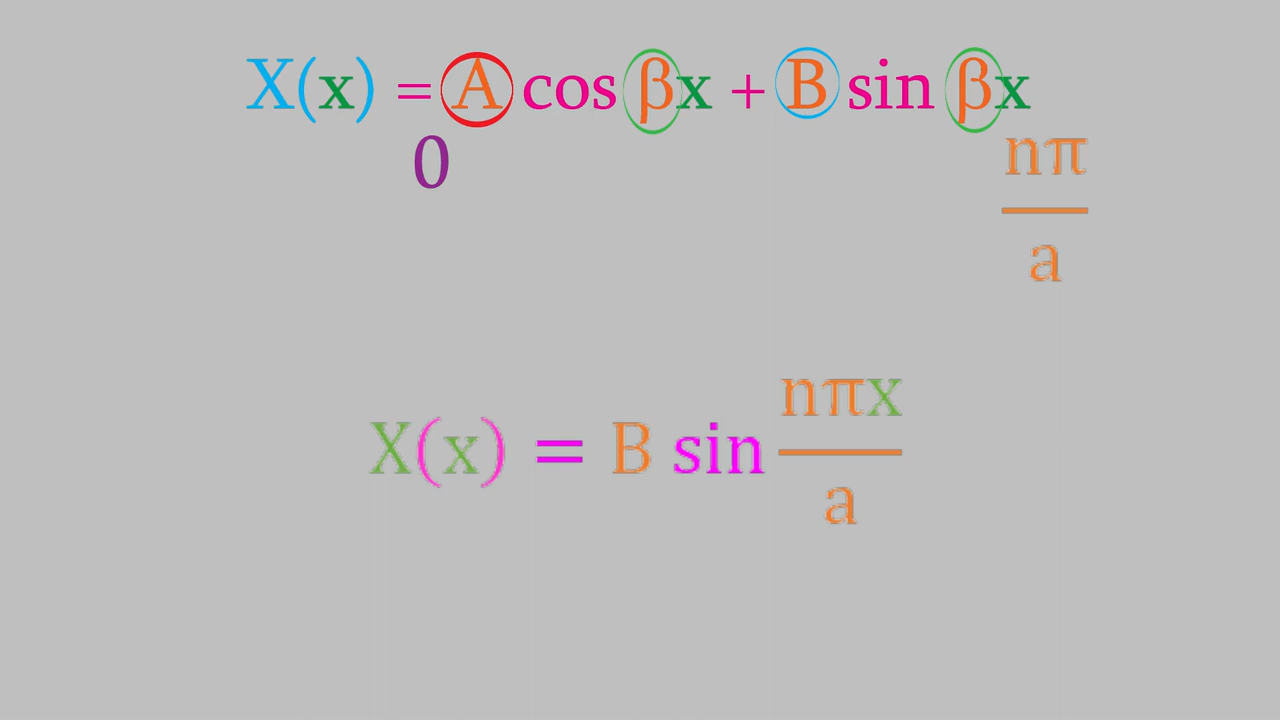 X(x) = A cos βx + B sin βx
0
nπ
a
X(x) = B sin nπx
a